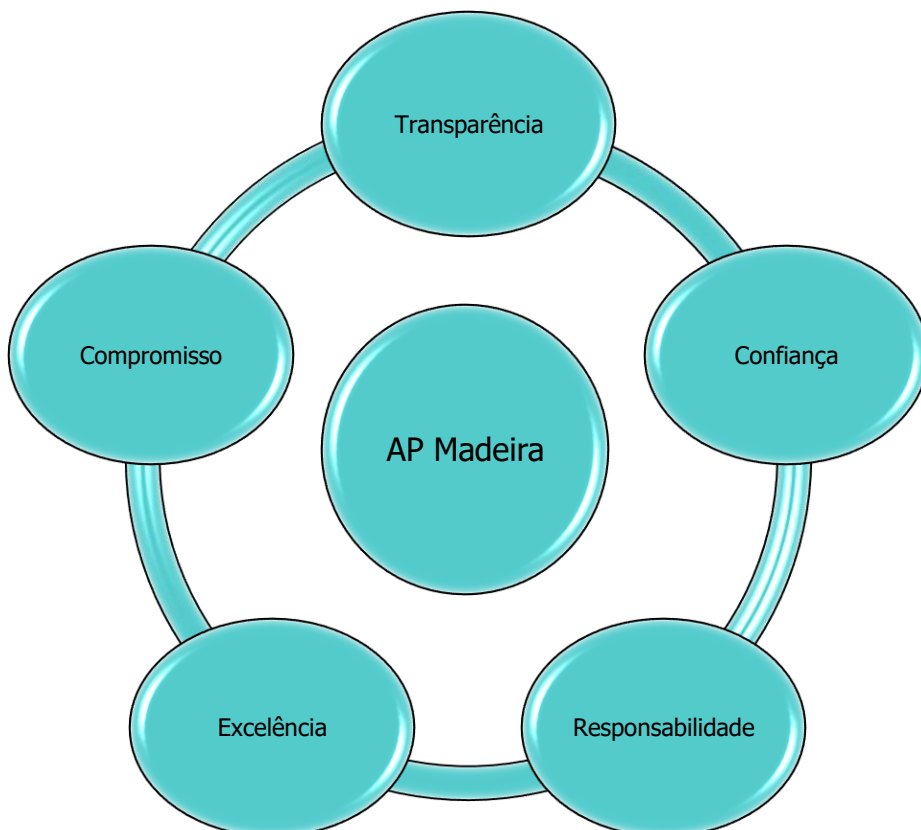 Transparência
Compromisso
Confiança
AP Madeira
Excelência
Responsabilidade